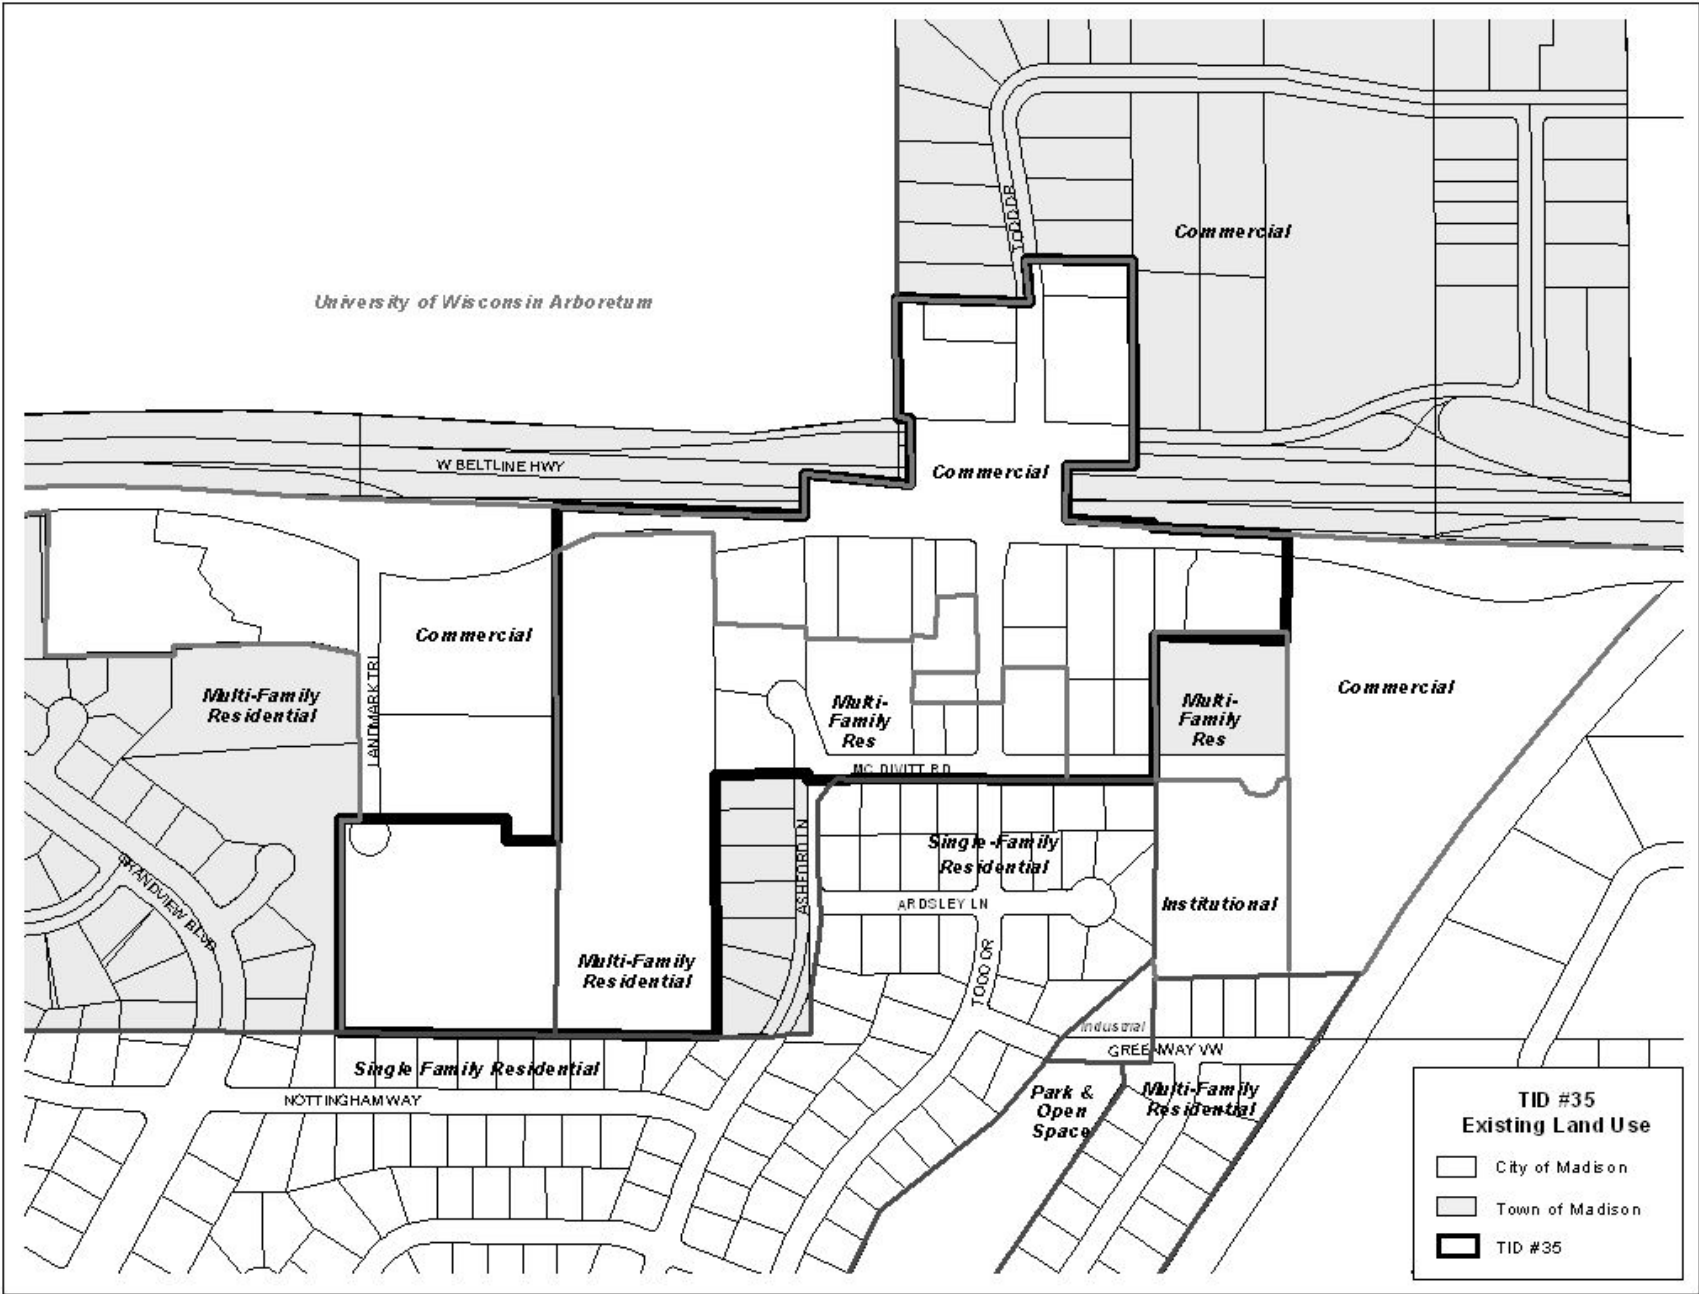 TODD DR
Commercial
University of Wisconsin Arboretum
W BELTLINE HWY
Commercial
Commercial
LANDMARK TRL
Multi-Family
Residential
Multi-
Family
Res
Multi-
Family
Res
Commercial
MC DIVITT RD
ASHFORD LN
Single-Family
Residential
GRANDVIEW BLVD
ARDSLEY LN
Institutional
Multi-Family
Residential
TODD DR
Industrial
GREENWAY VW
Single Family Residential
NOTTINGHAM WAY
Park &
Open
Space
Multi-Family
Residential
TID #35
Existing Land Use
City of Madison
Town of Madison
TID #35